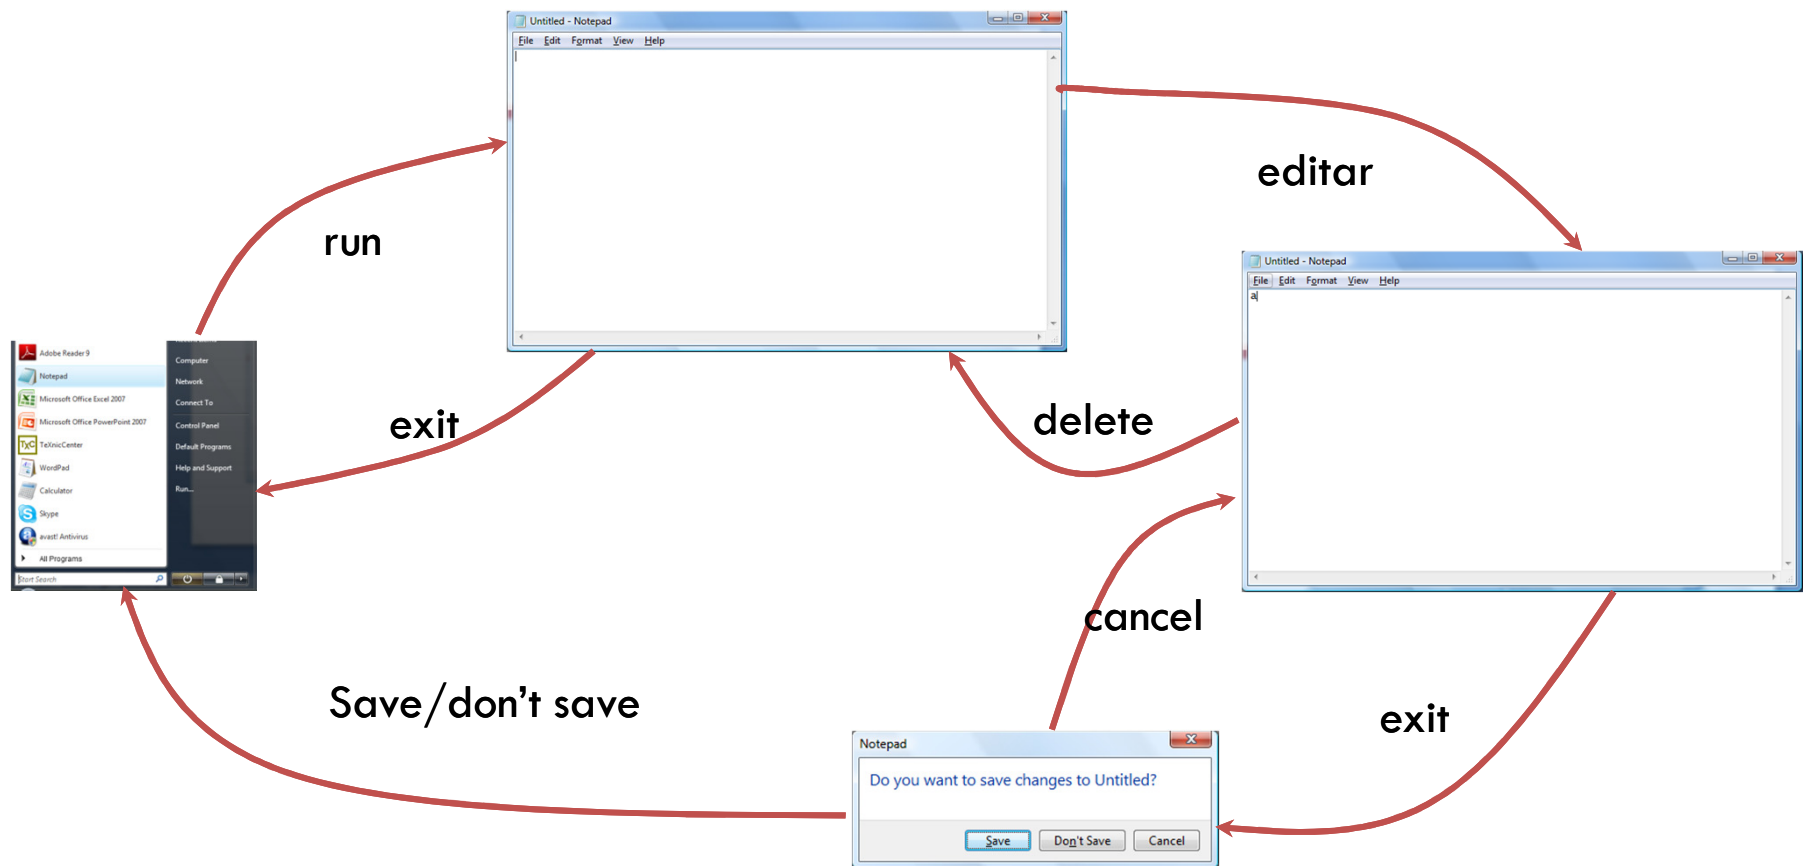 Untitled - Notepad
File Edit Format View Help
editar
run
Untitled - Notepad
File Edit Format View Help
a
Adobe Reader 9
Notepad
Microsoft Office Excel 2007
Microsoft Office PowerPoint 2007
TeXnicCenter
WordPad
Calculator
Skype
avast! Antivirus
All Programs
Start Search
Computer
Network
Connect To
Control Panel
Default Programs
Help and Support
Run...
exit
delete
cancel
Save/don't save
exit
Notepad
Do you want to save changes to Untitled?
Save Don't Save Cancel